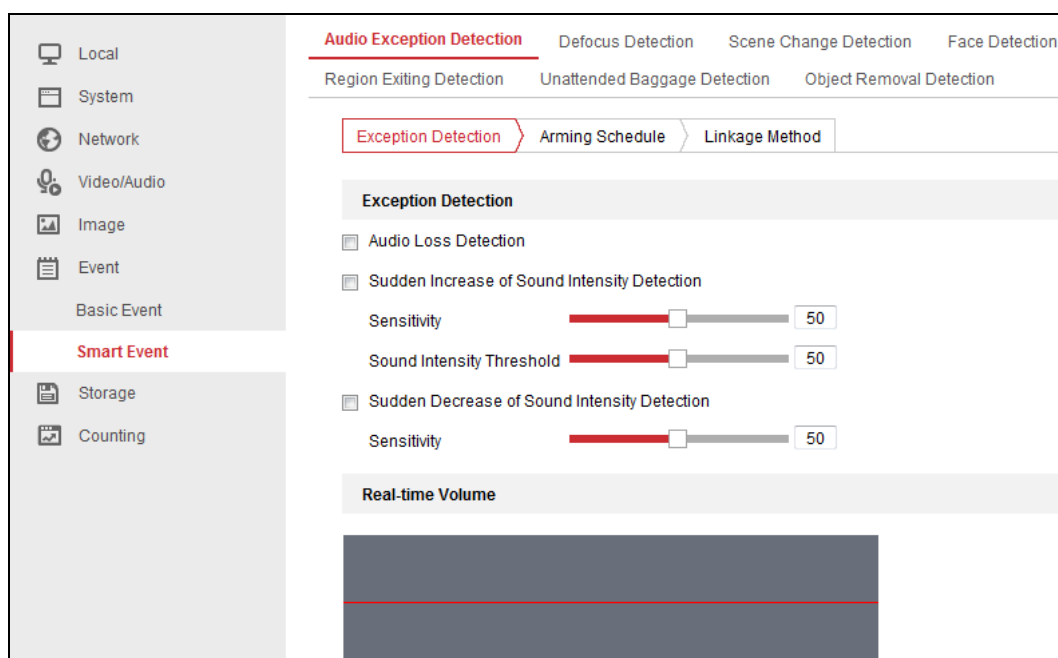 Local
System
Network
Video/Audio
Image
Event
Basic Event
Smart Event
Storage
Counting
Audio Exception Detection Defocus Detection Scene Change Detection Face Detection
Region Exiting Detection Unattended Baggage Detection Object Removal Detection
Exception Detection Arming Schedule Linkage Method
Exception Detection
Audio Loss Detection
Sudden Increase of Sound Intensity Detection
Sensitivity 50
Sound Intensity Threshold 50
Sudden Decrease of Sound Intensity Detection
Sensitivity 50
Real-time Volume